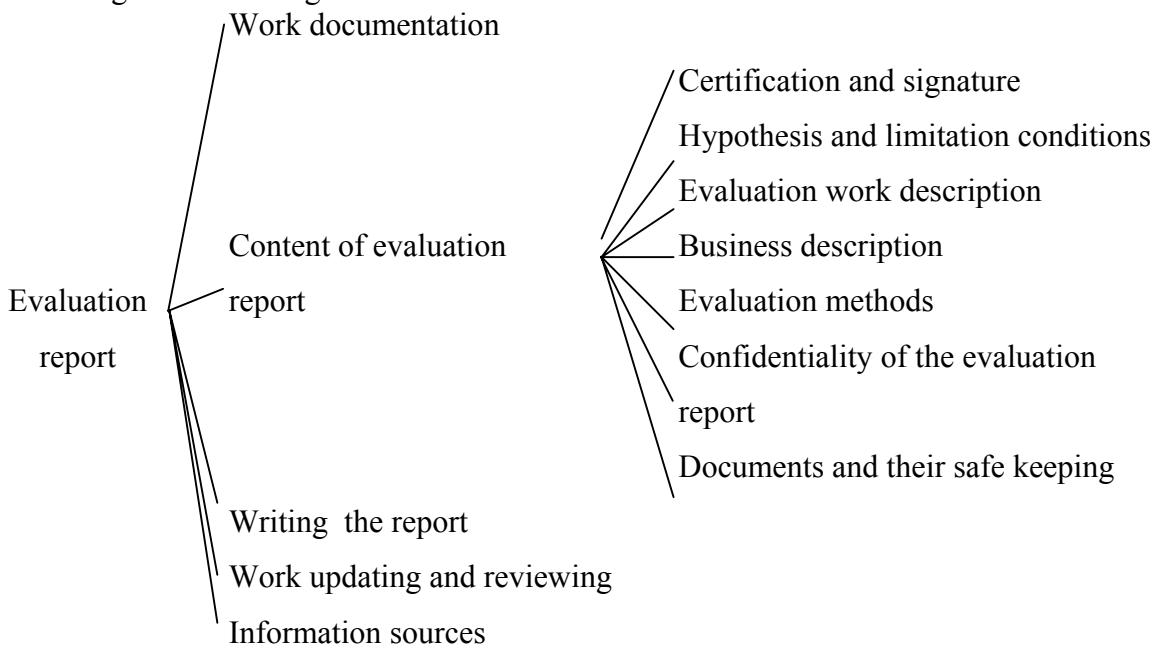 Work documentation
Certification and signature
Hypothesis and limitation conditions
Evaluation work description
Content of evaluation
Business description
Evaluation
report
Evaluation methods
report
Confidentiality of the evaluation
report
Documents and their safe keeping
Writing the report
Work updating and reviewing
Information sources